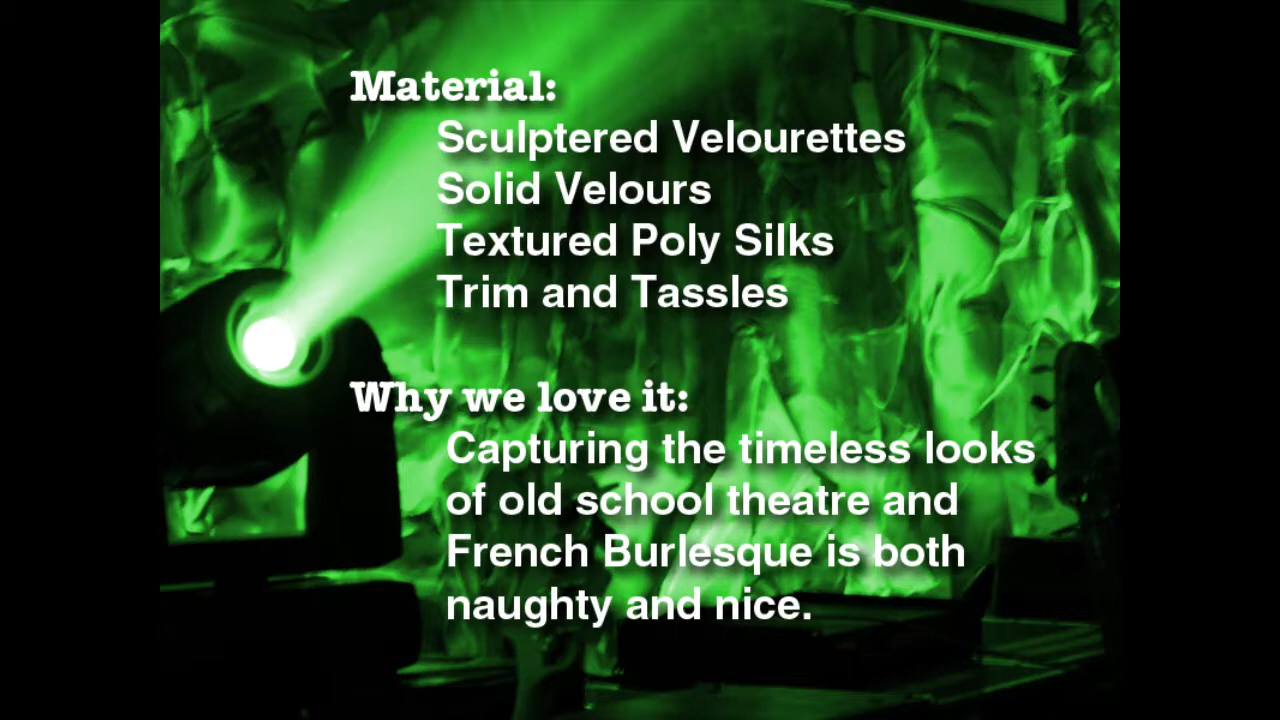 Material:
Sculptered Velourettes
Solid Velours
Textured Poly Silks
Trim and Tassles
Why we love it:
Capturing the timeless looks
of old school theatre and
French Burlesque is both
naughty and nice.